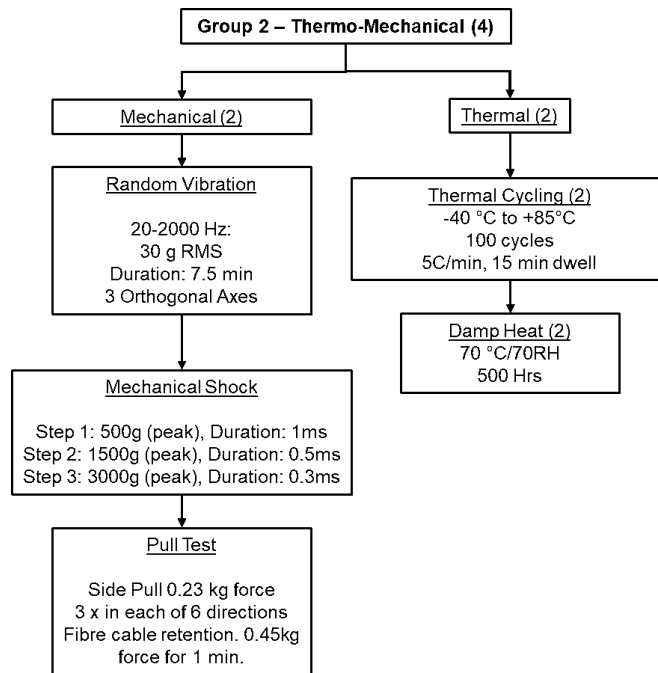 Group 2 – Thermo-Mechanical (4)
Mechanical (2)
Random Vibration
20-2000 Hz:
30 g RMS
Duration: 7.5 min
3 Orthogonal Axes
Mechanical Shock
Step 1: 500g (peak), Duration: 1ms
Step 2: 1500g (peak), Duration: 0.5ms
Step 3: 3000g (peak), Duration: 0.3ms
Pull Test
Side Pull 0.23 kg force
3 x in each of 6 directions
Fibre cable retention. 0.45kg
force for 1 min.
Thermal (2)
Thermal Cycling (2)
-40 °C to +85°C
100 cycles
5C/min, 15 min dwell
Damp Heat (2)
70 °C/70RH
500 Hrs